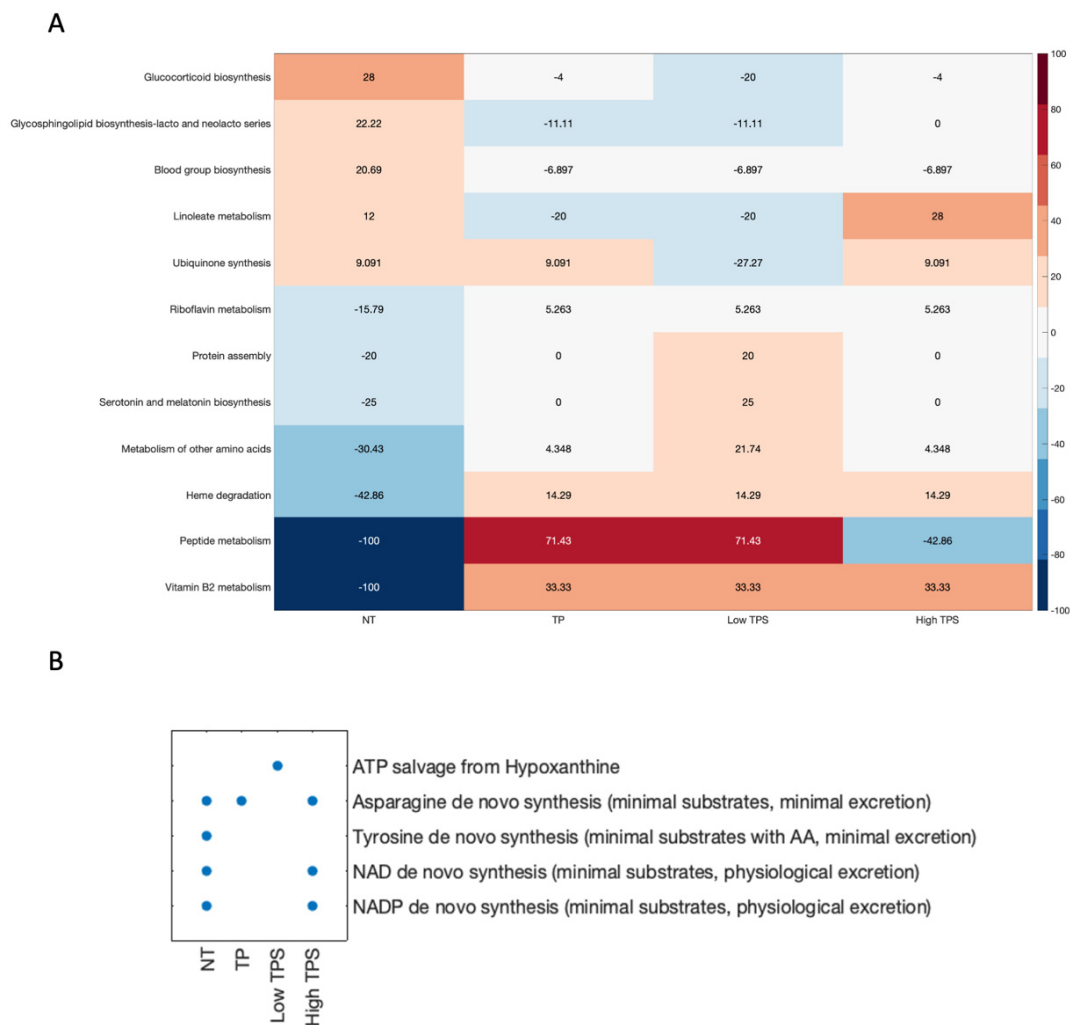 A
Glucocorticoid biosynthesis 28 -4 -20 -4
Glycosphingolipid biosynthesis-lacto and neolacto series 22.22 -11.11 -11.11 0
Blood group biosynthesis 20.69 -6.897 -6.897 -6.897
Linoleate metabolism 12 -20 -20 28
Ubiquinone synthesis 9.091 9.091 -27.27 9.091
Riboflavin metabolism -15.79 5.263 5.263 5.263
Protein assembly -20 0 20 0
Serotonin and melatonin biosynthesis -25 0 25 0
Metabolism of other amino acids -30.43 4.348 21.74 4.348
Heme degradation -42.86 14.29 14.29 14.29
Peptide metabolism -100 71.43 71.43 -42.86
Vitamin B2 metabolism -100 33.33 33.33 33.33
NT TP Low TPS High TPS
100
80
60
40
20
0
-20
-40
-60
-80
-100
B
ATP salvage from Hypoxanthine
Asparagine de novo synthesis (minimal substrates, minimal excretion)
Tyrosine de novo synthesis (minimal substrates with AA, minimal excretion)
NAD de novo synthesis (minimal substrates, physiological excretion)
NADP de novo synthesis (minimal substrates, physiological excretion)
NT
TP
Low TPS
High TPS